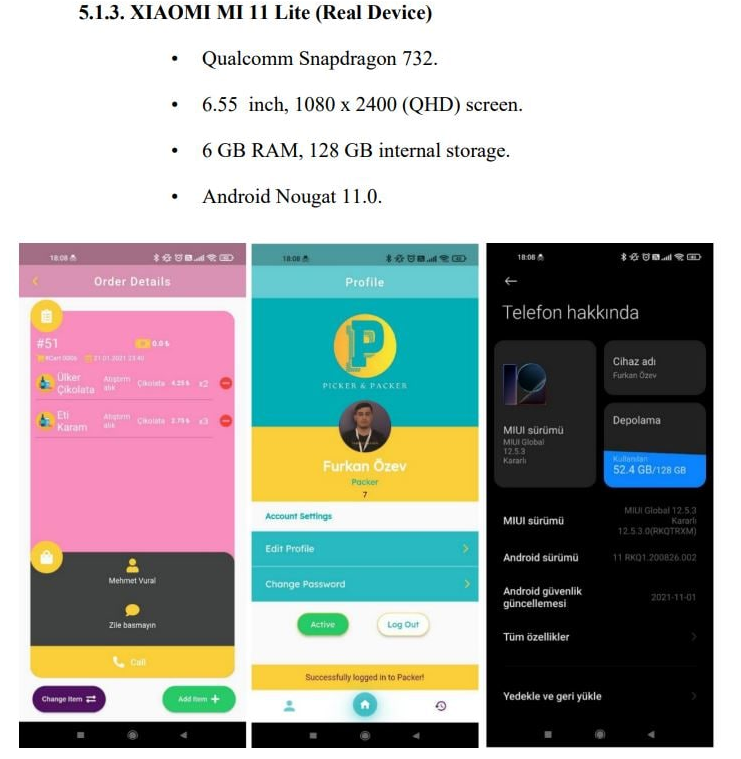 5.1.3. XIAOMI MI 11 Lite (Real Device)
• Qualcomm Snapdragon 732.
• 6.55 inch, 1080 x 2400 (QHD) screen.
• 6 GB RAM, 128 GB internal storage.
• Android Nougat 11.0.
18:08
Order Details
#51
0.0 ₺
21.01.2021 23:40
Ülker Çikolata
Atıştırm alık
Çikolata
4.25 ₺
x2
Eti Karam
Atıştırm alık
Çikolata
2.75 ₺
x3
Mehmet Vural
Zile basmayın
Call
Change Item
Add Item +
18:08
Profile
P
PICKER & PACKER
Furkan Özev
Packer
7
Account Settings
Edit Profile >
Change Password >
Active
Log Out
Successfully logged in to Packer!
18:08
←
Telefon hakkında
MIUI sürümü
MIUI Global
12.5.3
Kararlı
Cihaz adı
Furkan Özev
Depolama
Kullanılan
52.4 GB/128 GB
MIUI sürümü
MIUI Global 12.5.3
Kararlı
12.5.3.0(RKQTRXM)
Android sürümü
11 RKQ1.200826.002
Android güvenlik
güncellemesi
2021-11-01
Tüm özellikler >
Yedekle ve geri yükle >